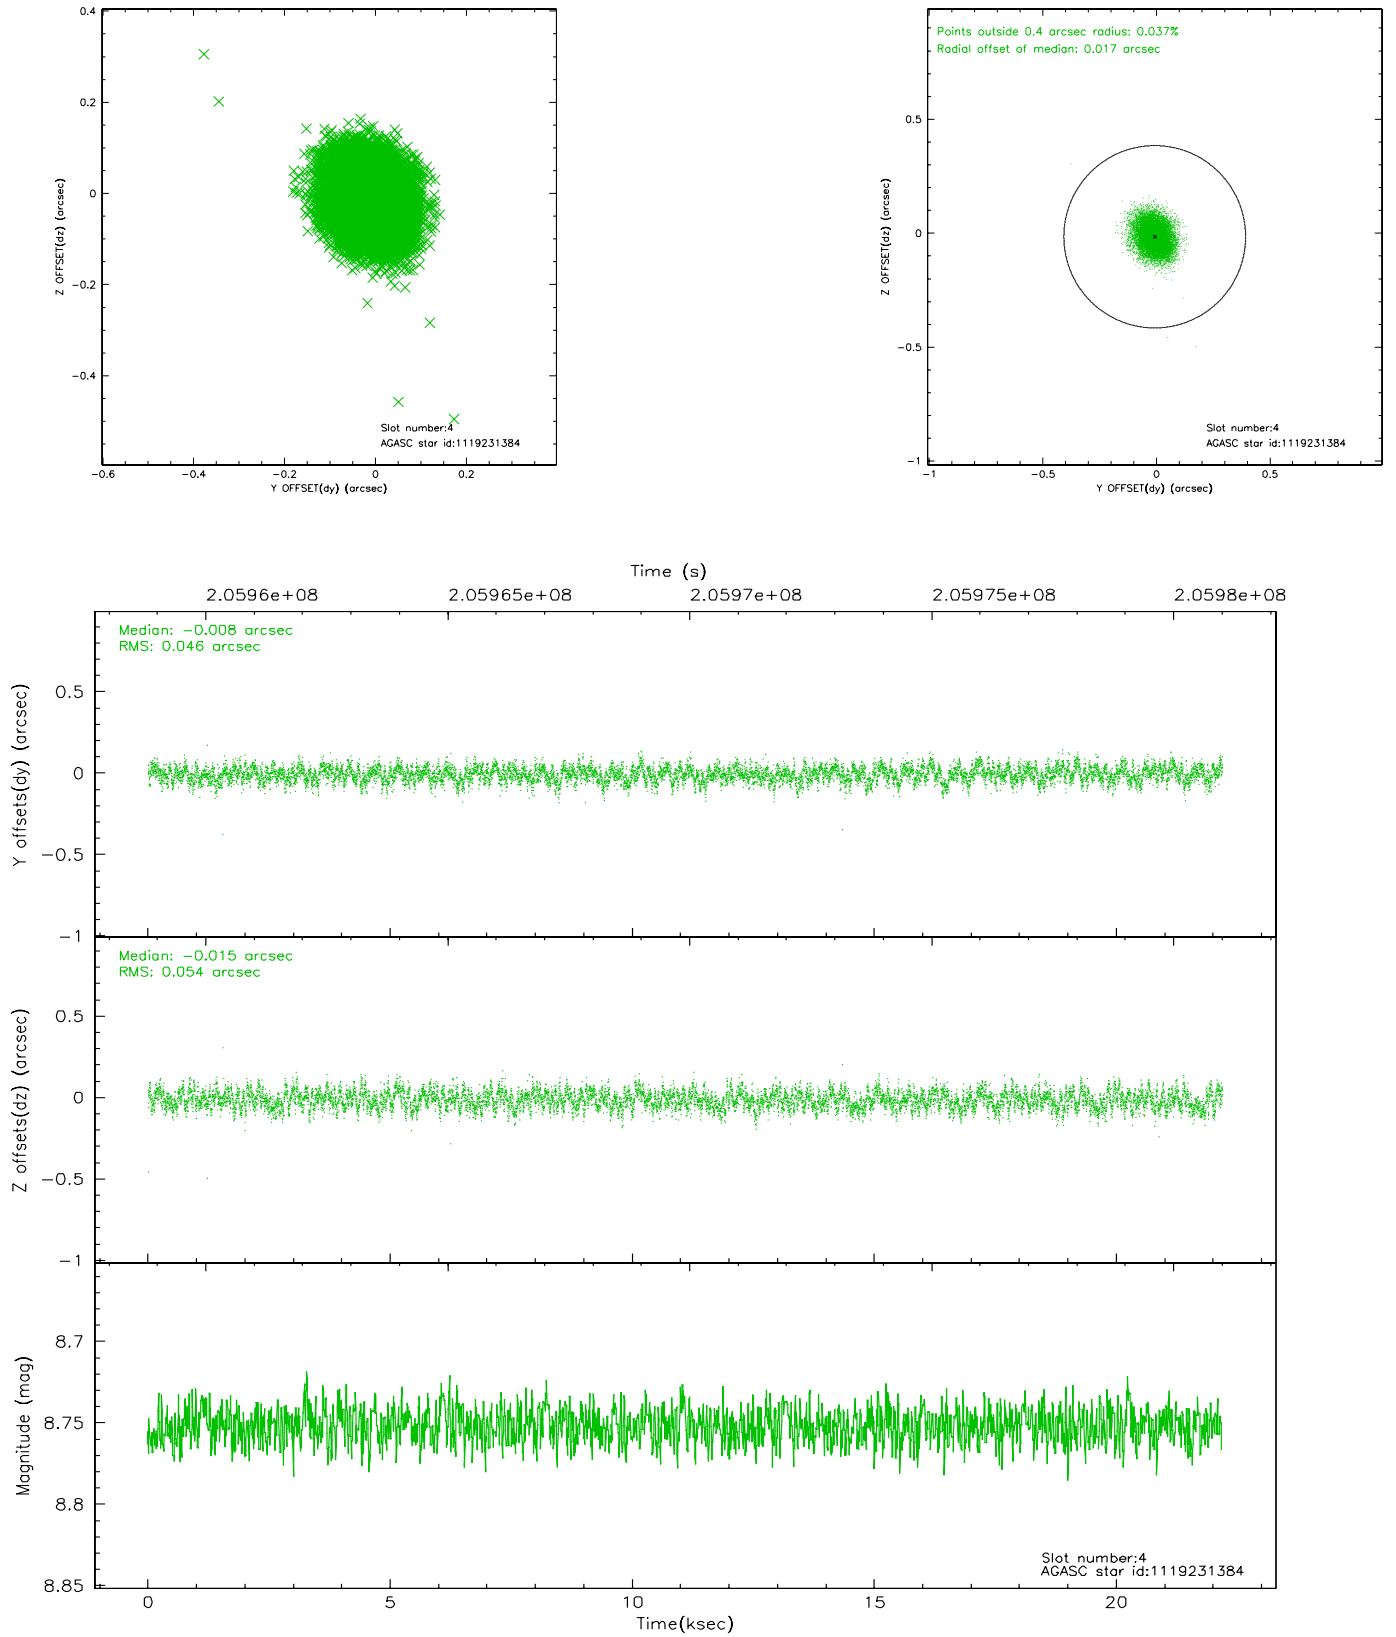 0.4
0.2
0
−0.2
−0.4
−0.6
−0.4
−0.2
0
0.2
Z OFFSET(dz) (arcsec)
Y OFFSET(dy) (arcsec)
Slot number:4
AGASC star id:1119231384
Points outside 0.4 arcsec radius: 0.037%
Radial offset of median: 0.017 arcsec
0.5
0
−0.5
−1
−1
−0.5
0
0.5
Z OFFSET(dz) (arcsec)
Y OFFSET(dy) (arcsec)
Slot number:4
AGASC star id:1119231384
Time (s)
2.0596e+08
2.05965e+08
2.0597e+08
2.05975e+08
2.0598e+08
Median: −0.008 arcsec
RMS: 0.046 arcsec
0.5
0
−0.5
−1
Y offsets(dy) (arcsec)
Median: −0.015 arcsec
RMS: 0.054 arcsec
0.5
0
−0.5
−1
Z offsets(dz) (arcsec)
8.7
8.75
8.8
8.85
Magnitude (mag)
Slot number:4
AGASC star id:1119231384
0
5
10
15
20
Time(ksec)